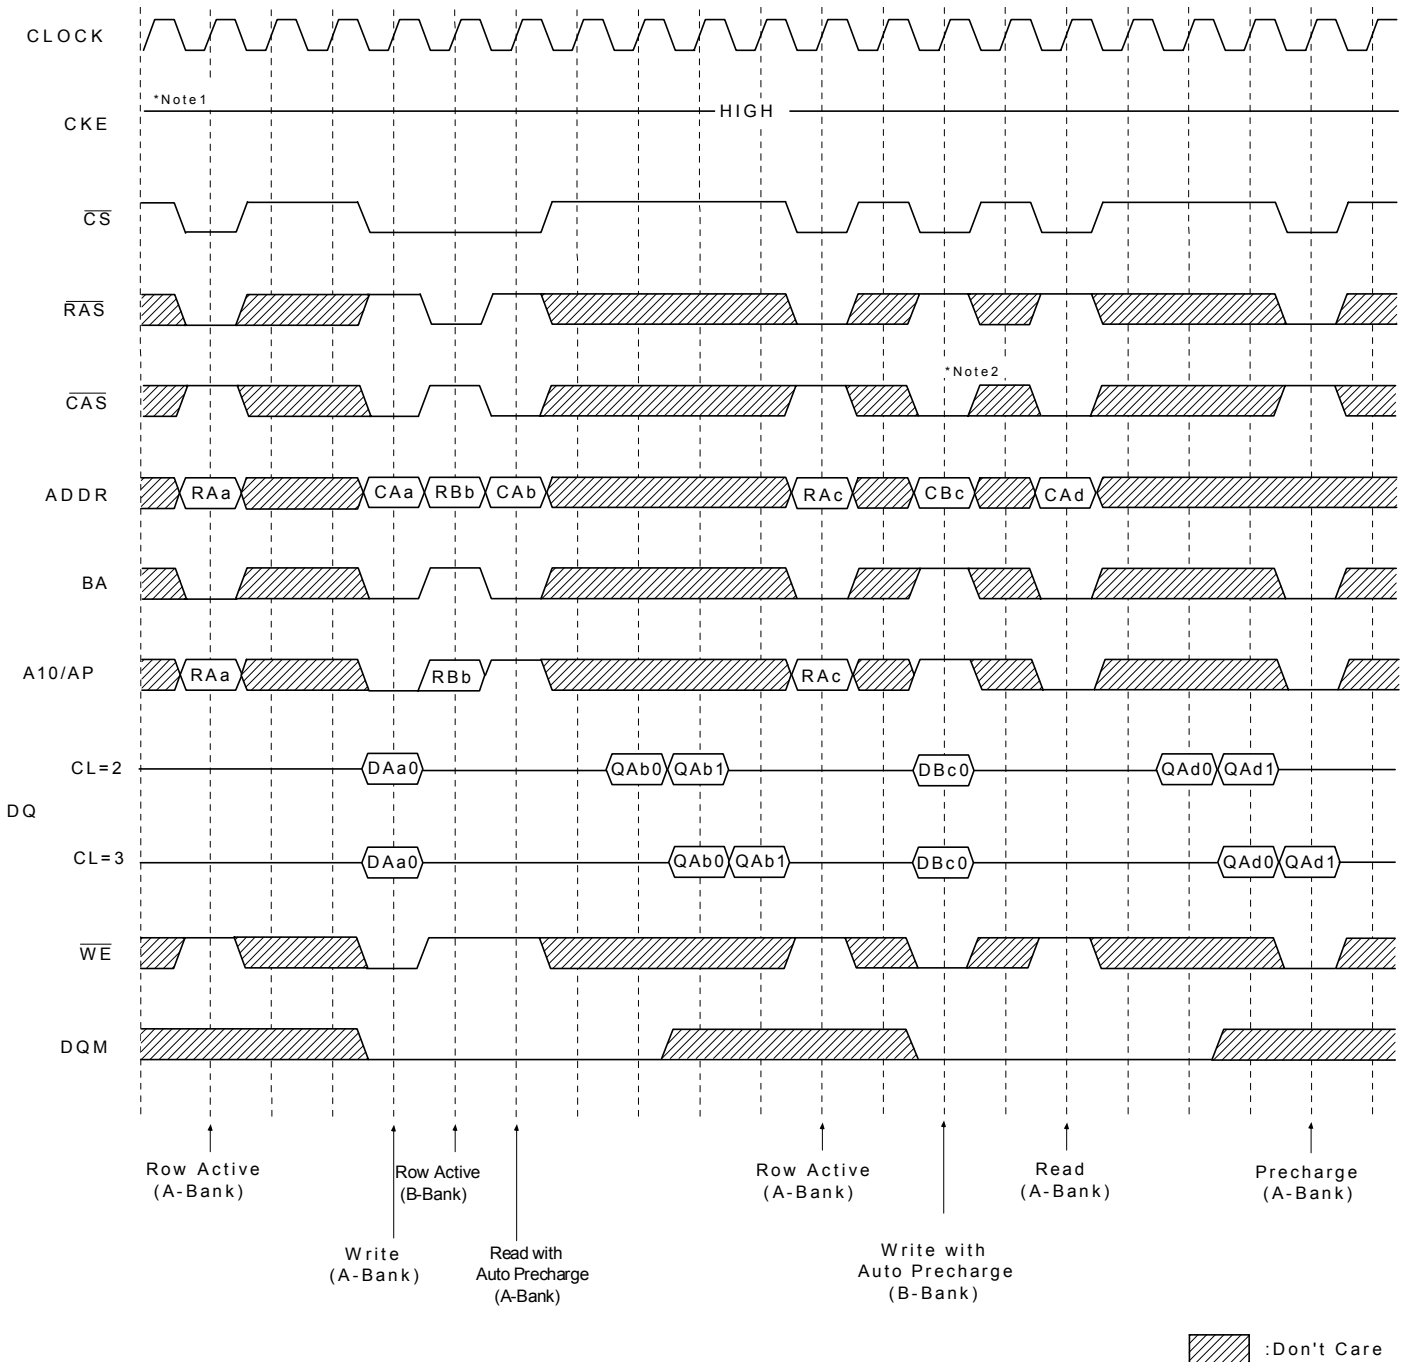 CLOCK
*Note1
HIGH
CKE
CS
RAS
*Note2
CAS
ADDR RAa CAa RBb CAb RAc CBc CAd
BA
A10/AP RAa RBb RAc
CL=2 DAa0 QAb0 QAb1 DBc0 QAd0 QAd1
DQ
CL=3 DAa0 QAb0 QAb1 DBc0 QAd0 QAd1
WE
DQM
Row Active
(A-Bank)
Row Active
(B-Bank)
Row Active
(A-Bank)
Read
(A-Bank)
Precharge
(A-Bank)
Write
(A-Bank)
Read with
Auto Precharge
(A-Bank)
Write with
Auto Precharge
(B-Bank)
:Don't Care